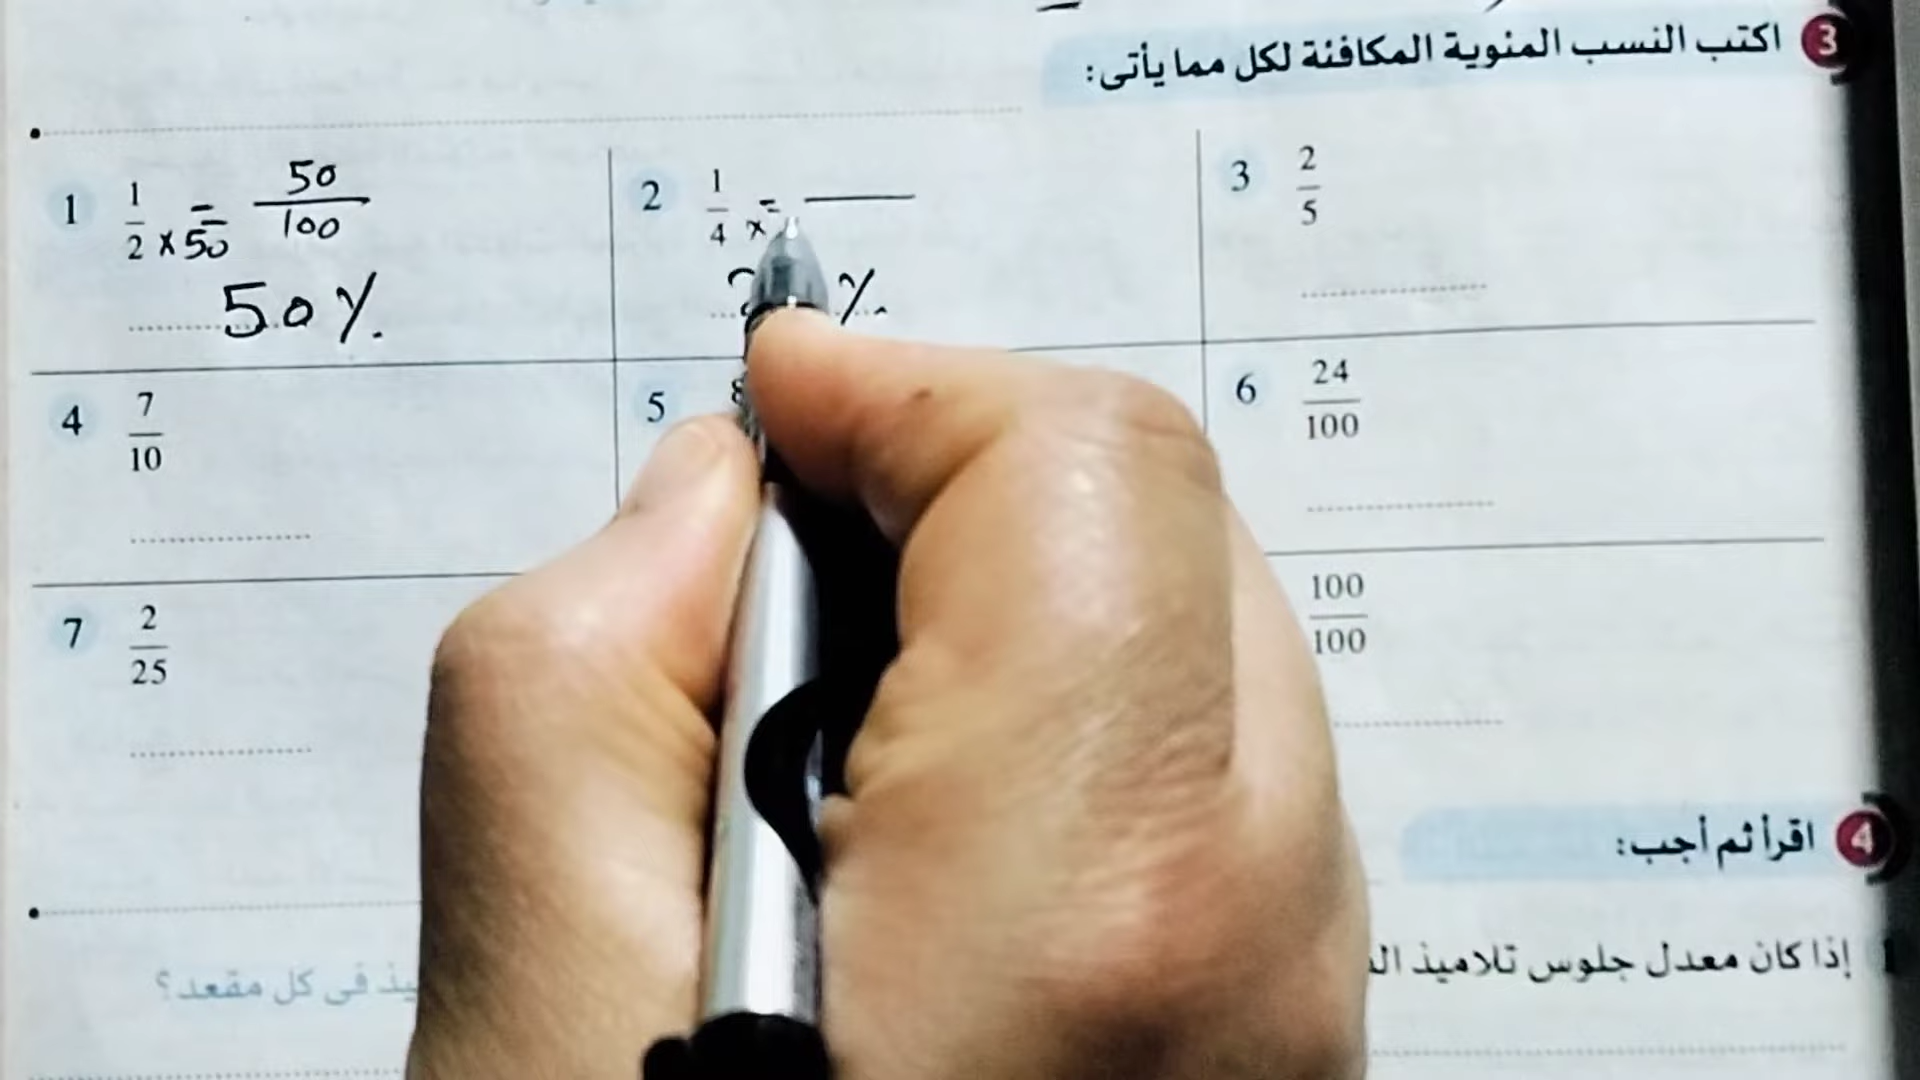 3 اكتب النسب المئوية المكافئة لكل مما يأتى:
1 1/2 × 50 = 50/100
50 %
2 1/4 × =
%
3 2/5
4 7/10
5
6 24/100
7 2/25
100/100
4 اقرأ ثم أجب:
1 إذا كان معدل جلوس تلاميذ
فى كل مقعد؟